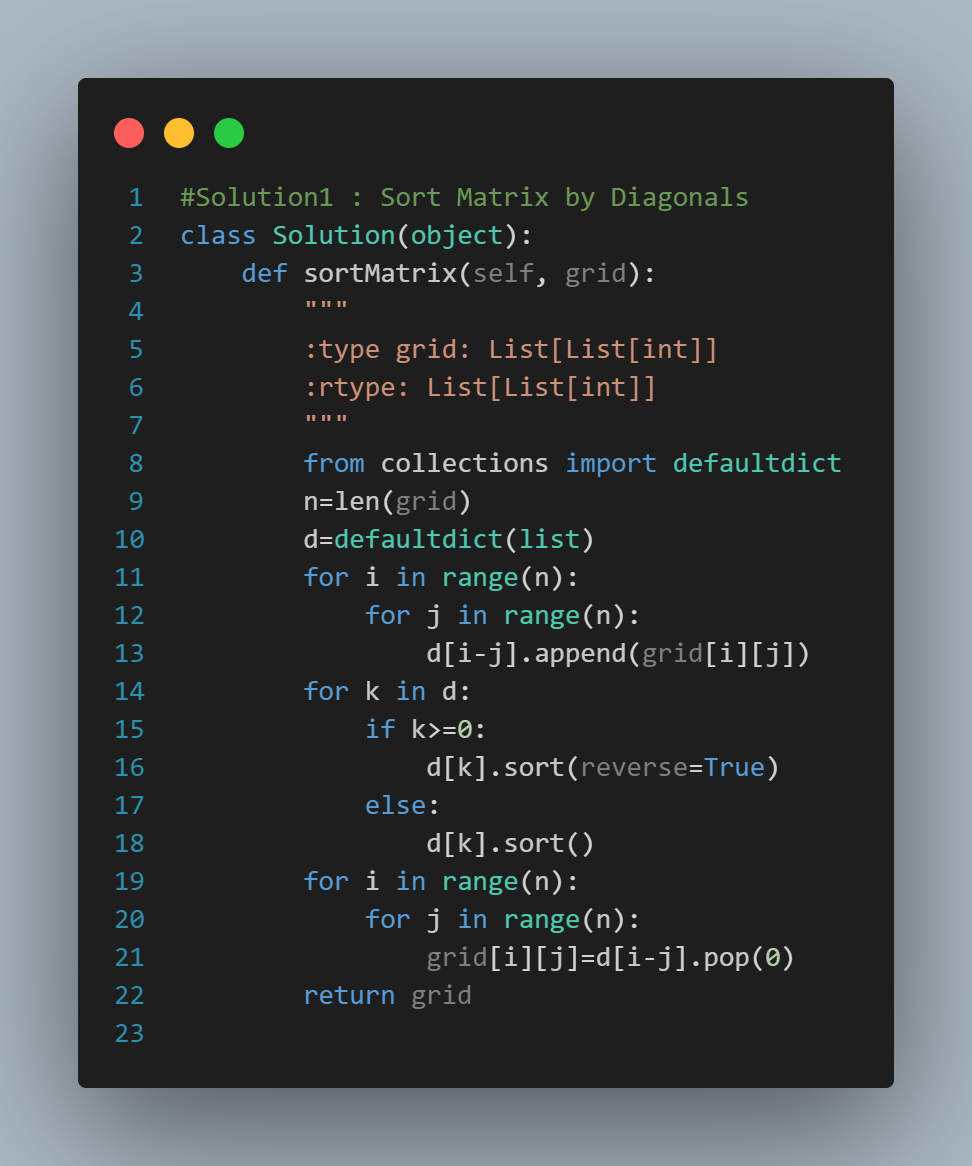 1 #Solution1 : Sort Matrix by Diagonals
2 class Solution(object):
3     def sortMatrix(self, grid):
4         """
5         :type grid: List[List[int]]
6         :rtype: List[List[int]]
7         """
8         from collections import defaultdict
9         n=len(grid)
10         d=defaultdict(list)
11         for i in range(n):
12             for j in range(n):
13                 d[i-j].append(grid[i][j])
14         for k in d:
15             if k>=0:
16                 d[k].sort(reverse=True)
17             else:
18                 d[k].sort()
19         for i in range(n):
20             for j in range(n):
21                 grid[i][j]=d[i-j].pop(0)
22         return grid
23